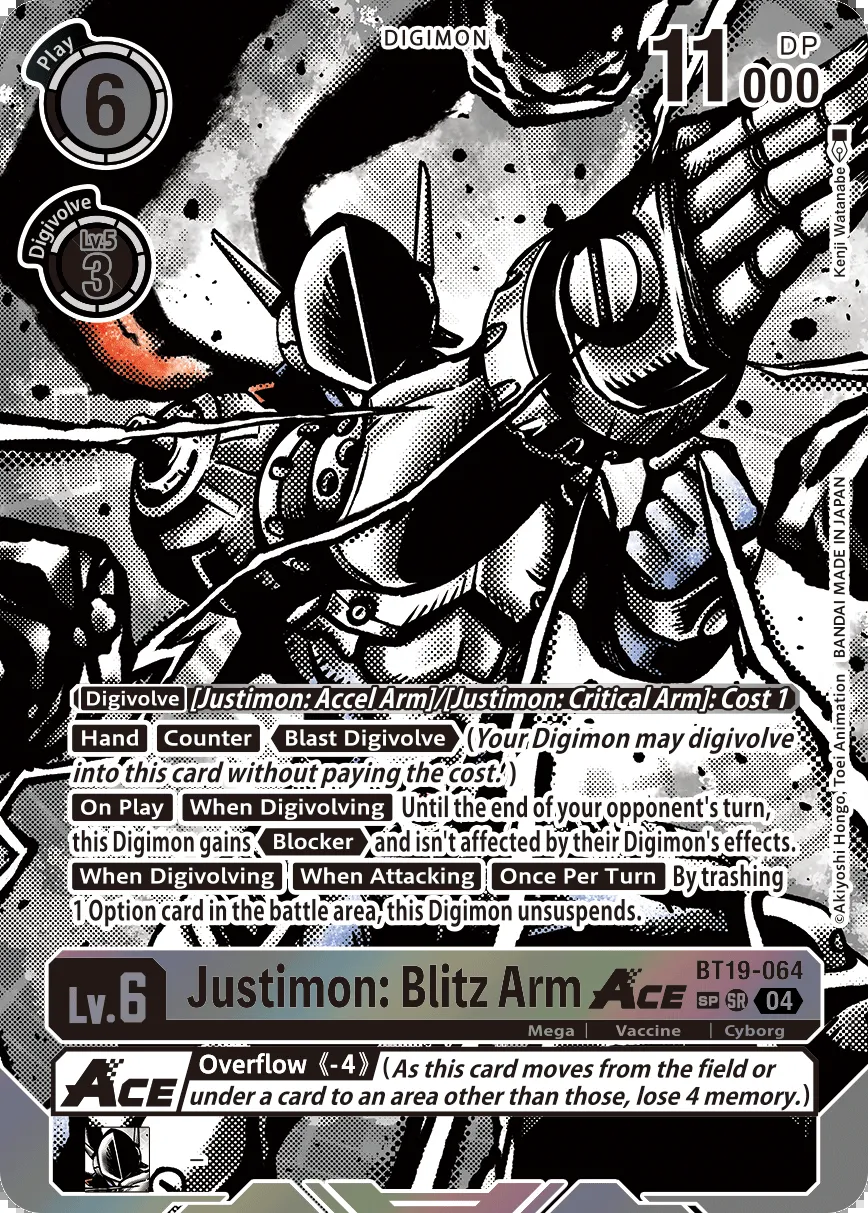 DIGIMON
Play
6
11000
DP
Digivolve
Lv.5
3
Kenji Watanabe
BANDAI MADE IN JAPAN
©Akiyoshi Hongo, Toei Animation
Digivolve [Justimon: Accel Arm]/[Justimon: Critical Arm]: Cost 1
Hand Counter Blast Digivolve (Your Digimon may digivolve
into this card without paying the cost.)
On Play When Digivolving Until the end of your opponent's turn,
this Digimon gains Blocker and isn't affected by their Digimon's effects.
When Digivolving When Attacking Once Per Turn By trashing
1 Option card in the battle area, this Digimon unsuspends.
Lv.6
Justimon: Blitz Arm ACE
BT19-064
SP SR 04
Mega | Vaccine | Cyborg
ACE
Overflow《-4》(As this card moves from the field or
under a card to an area other than those, lose 4 memory.)